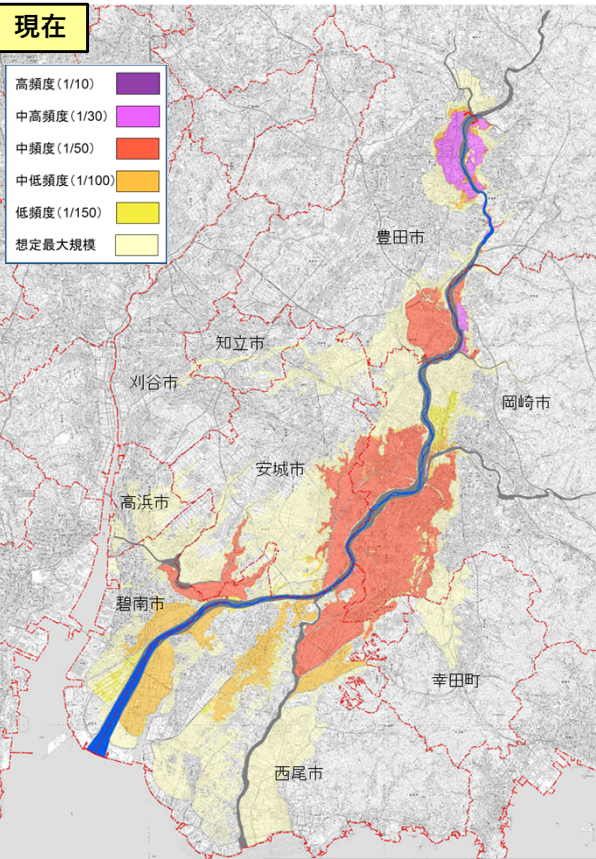 現在
高頻度(1/10)
中高頻度(1/30)
中頻度(1/50)
中低頻度(1/100)
低頻度(1/150)
想定最大規模
豊田市
知立市
刈谷市
岡崎市
安城市
高浜市
碧南市
幸田町
西尾市